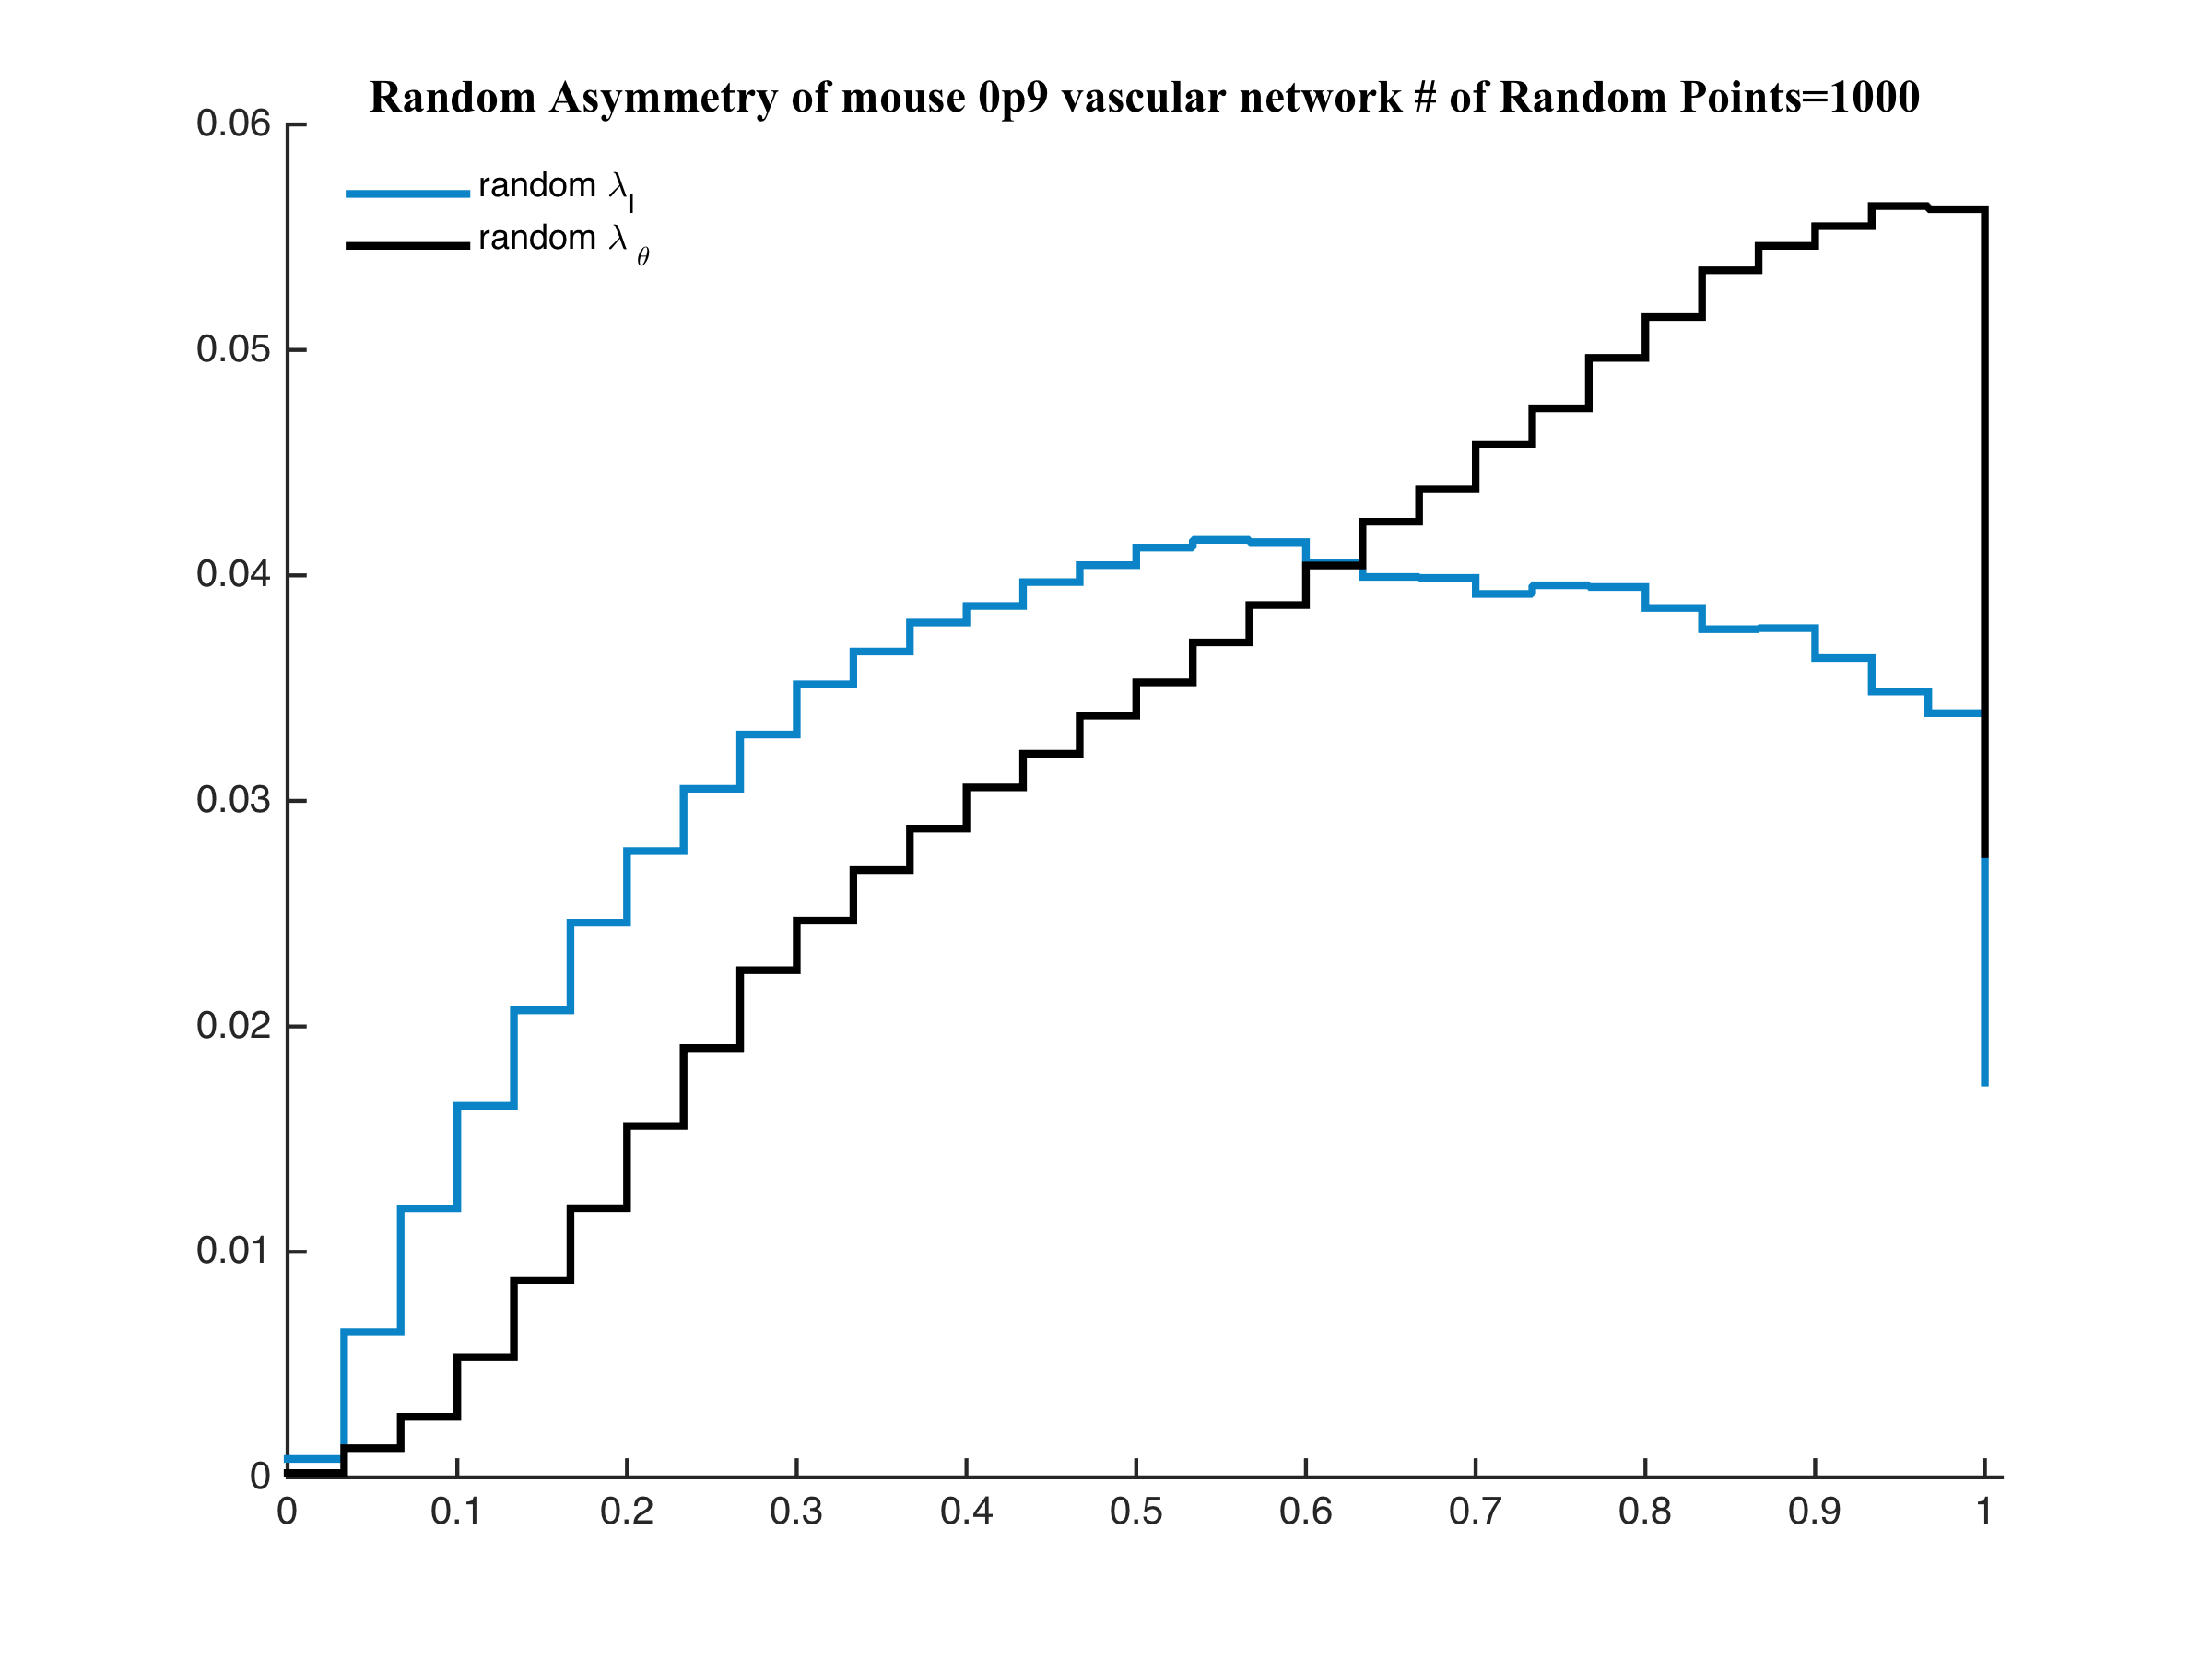 Random Asymmetry of mouse 0p9 vascular network # of Random Points=1000
0.06
random λl
random λθ
0.05
0.04
0.03
0.02
0.01
0
0 0.1 0.2 0.3 0.4 0.5 0.6 0.7 0.8 0.9 1